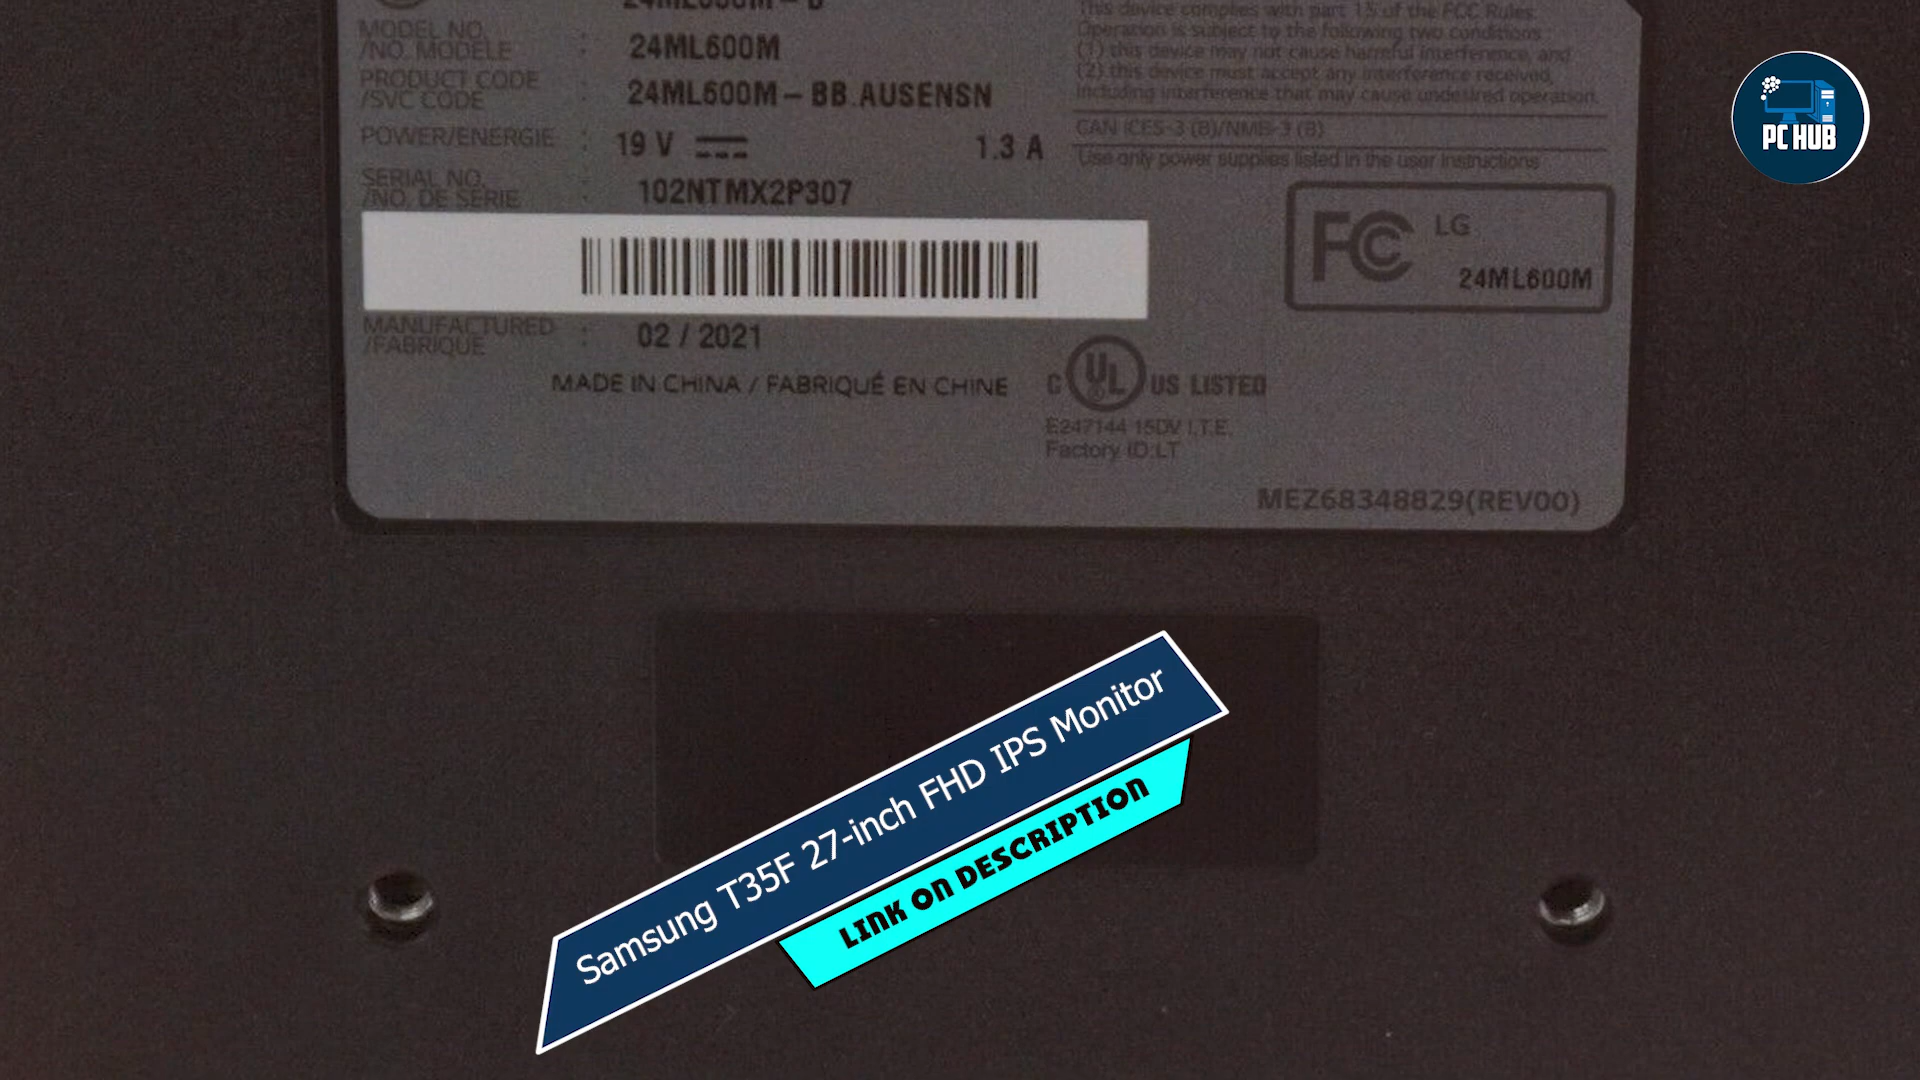 24ML600M – B
This device complies with part 15 of the FCC Rules.
Operation is subject to the following two conditions :
(1) this device may not cause harmful interference, and
(2) this device must accept any interference received,
including interference that may cause undesired operation.
MODEL NO.
/NO. MODÈLE : 24ML600M
PRODUCT CODE
/SVC CODE : 24ML600M – BB.AUSENSN
CAN ICES-3 (B)/NMB-3 (B)
POWER/ENERGIE : 19 V 1.3 A
Use only power supplies listed in the user instructions
SERIAL NO.
/NO. DE SÉRIE : 102NTMX2P307
FC LG
24ML600M
MANUFACTURED
/FABRIQUÉ : 02 / 2021
MADE IN CHINA / FABRIQUÉ EN CHINE
C UL US LISTED
E247144 15DV I.T.E.
Factory ID:LT
MEZ68348829(REV00)
PC HUB
Samsung T35F 27-inch FHD IPS Monitor
LINK ON DESCRIPTION